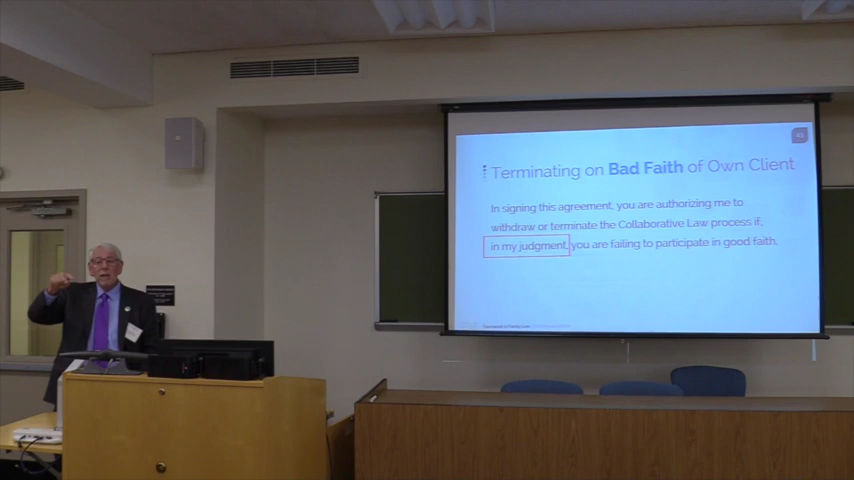 Terminating on Bad Faith of Own Client
In signing this agreement, you are authorizing me to
withdraw or terminate the Collaborative Law process if,
in my judgment, you are failing to participate in good faith.